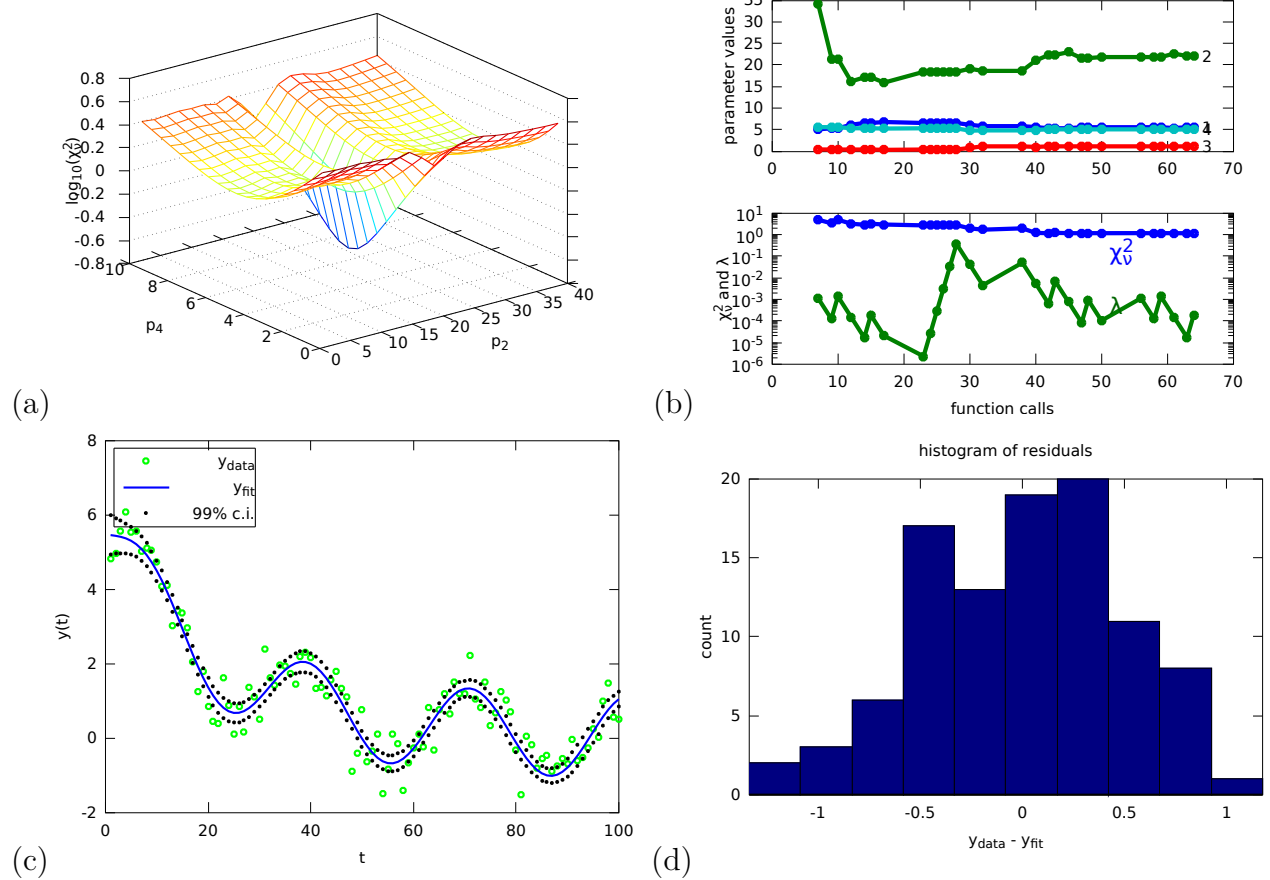 0.8
0.6
0.4
0.2
0
-0.2
-0.4
-0.6
-0.8
log10(χν2)
10
8
6
4
2
0
p4
0
5
10
15
20
25
30
35
40
p2
(a)
35
30
25
20
15
10
5
0
parameter values
2
1
4
3
0 10 20 30 40 50 60 70
10^1
10^0
10^-1
10^-2
10^-3
10^-4
10^-5
10^-6
χν2 and λ
χν2
λ
0 10 20 30 40 50 60 70
function calls
(b)
8
6
4
2
0
-2
y(t)
ydata
yfit
99% c.i.
0 20 40 60 80 100
t
(c)
histogram of residuals
20
15
10
5
0
count
-1 -0.5 0 0.5 1
ydata - yfit
(d)